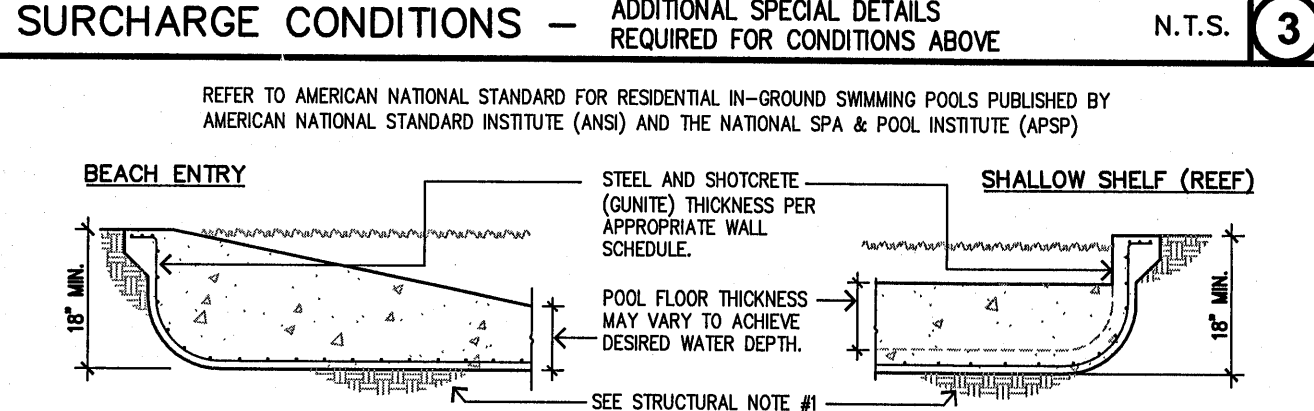 SURCHARGE CONDITIONS – ADDITIONAL SPECIAL DETAILS
REQUIRED FOR CONDITIONS ABOVE
N.T.S.
3
REFER TO AMERICAN NATIONAL STANDARD FOR RESIDENTIAL IN-GROUND SWIMMING POOLS PUBLISHED BY
AMERICAN NATIONAL STANDARD INSTITUTE (ANSI) AND THE NATIONAL SPA & POOL INSTITUTE (APSP)
BEACH ENTRY
STEEL AND SHOTCRETE
(GUNITE) THICKNESS PER
APPROPRIATE WALL
SCHEDULE.
SHALLOW SHELF (REEF)
18" MIN.
POOL FLOOR THICKNESS
MAY VARY TO ACHIEVE
DESIRED WATER DEPTH.
18" MIN.
SEE STRUCTURAL NOTE #1